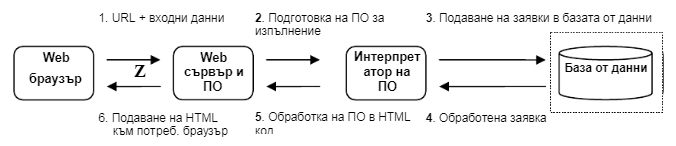 1. URL + входни данни
2. Подготовка на ПО за
изпълнение
3. Подаване на заявки в базата от данни
Web
браузър
Z
Web
сървър и
ПО
Интерпрет
атор на
ПО
База от данни
6. Подаване на HTML
към потреб. браузър
5. Обработка на ПО в HTML
код
4. Обработена заявка